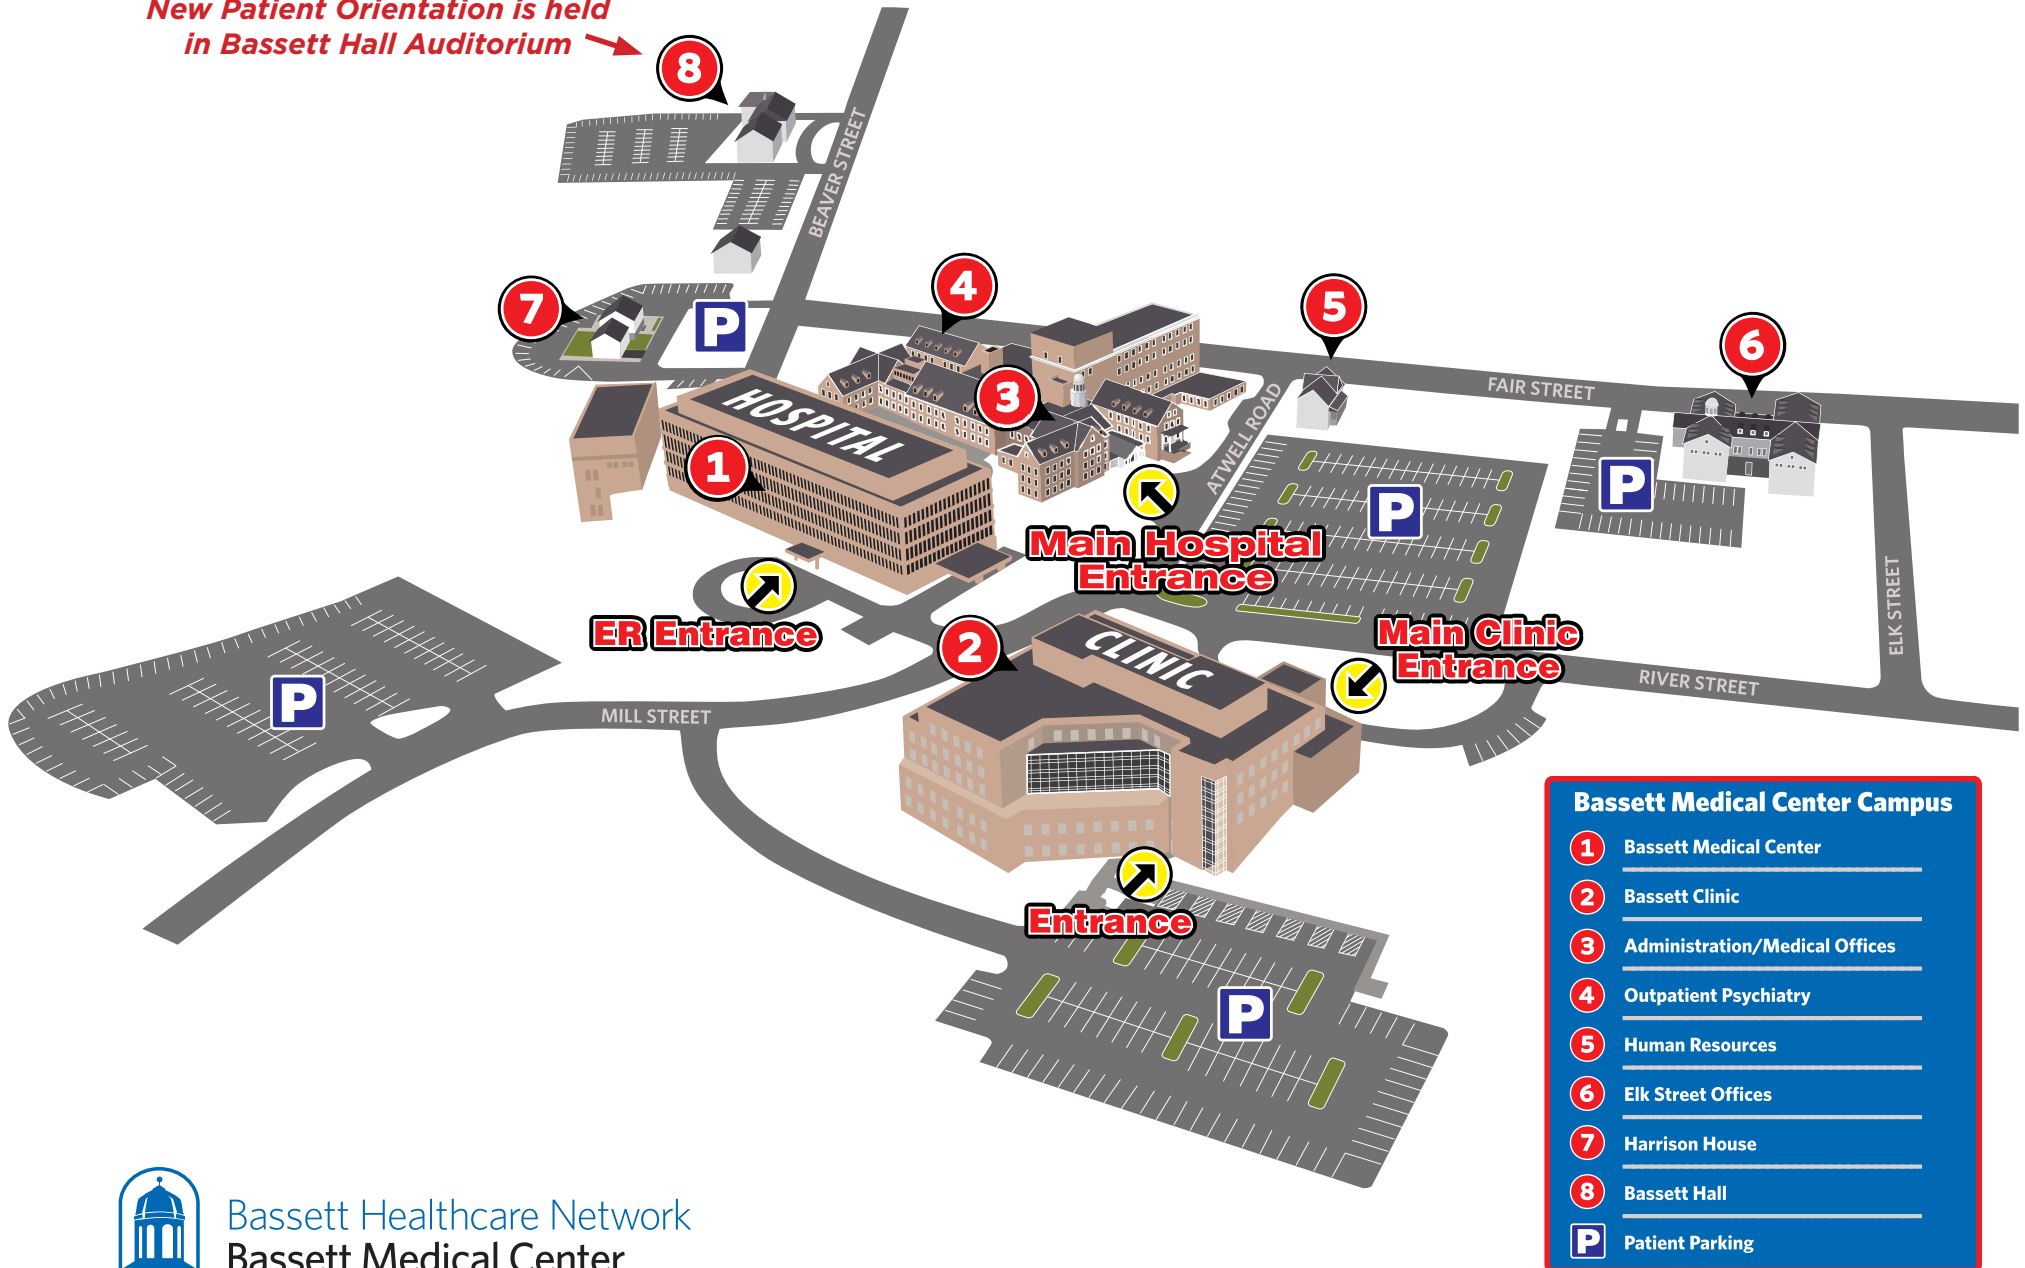 New Patient Orientation is held
in Bassett Hall Auditorium
8
BEAVER STREET
7
P
4
5
6
3
FAIR STREET
ATWELL ROAD
HOSPITAL
1
P
P
Main Hospital
Entrance
ER Entrance
ELK STREET
2
CLINIC
Main Clinic
Entrance
RIVER STREET
P
MILL STREET
Entrance
P
Bassett Medical Center Campus
1 Bassett Medical Center
2 Bassett Clinic
3 Administration/Medical Offices
4 Outpatient Psychiatry
5 Human Resources
6 Elk Street Offices
7 Harrison House
8 Bassett Hall
P Patient Parking
Bassett Healthcare Network
Bassett Medical Center